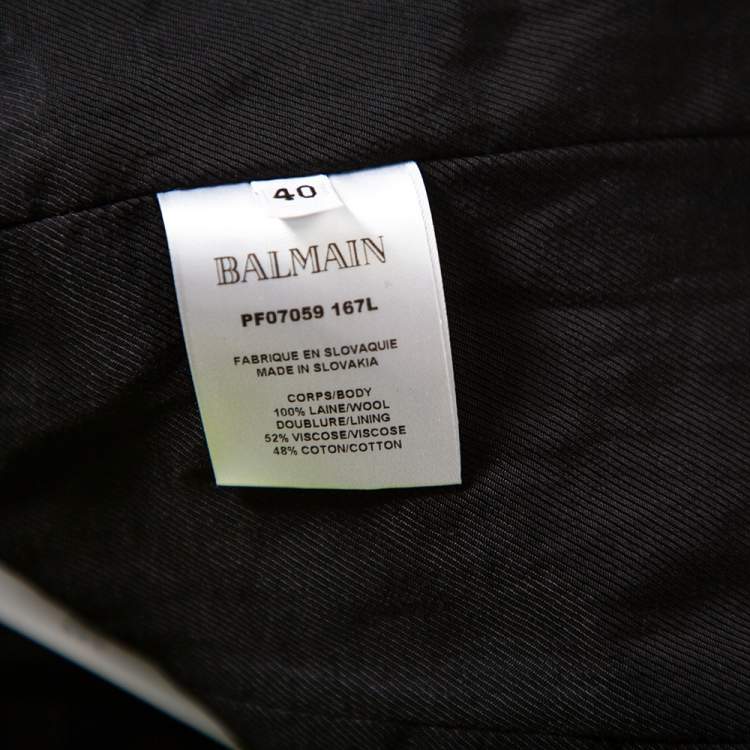 40
BALMAIN
PF07059 167L
FABRIQUE EN SLOVAQUIE
MADE IN SLOVAKIA
CORPS/BODY
100% LAINE/WOOL
DOUBLURE/LINING
52% VISCOSE/VISCOSE
48% COTON/COTTON